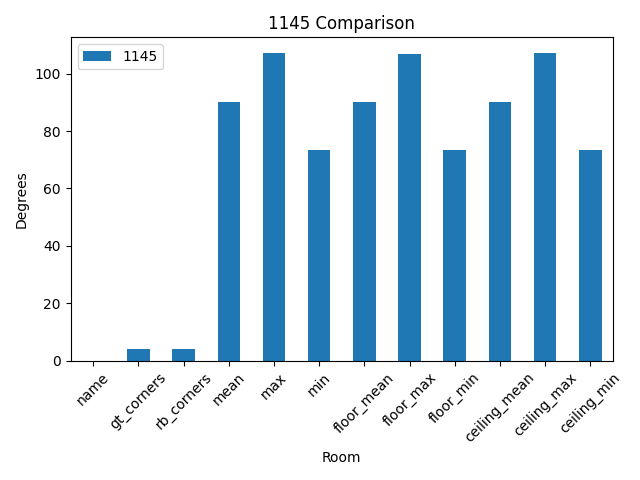 1145 Comparison
1145
Degrees
100
80
60
40
20
0
name
gt_corners
rb_corners
mean
max
min
floor_mean
floor_max
floor_min
ceiling_mean
ceiling_max
ceiling_min
Room